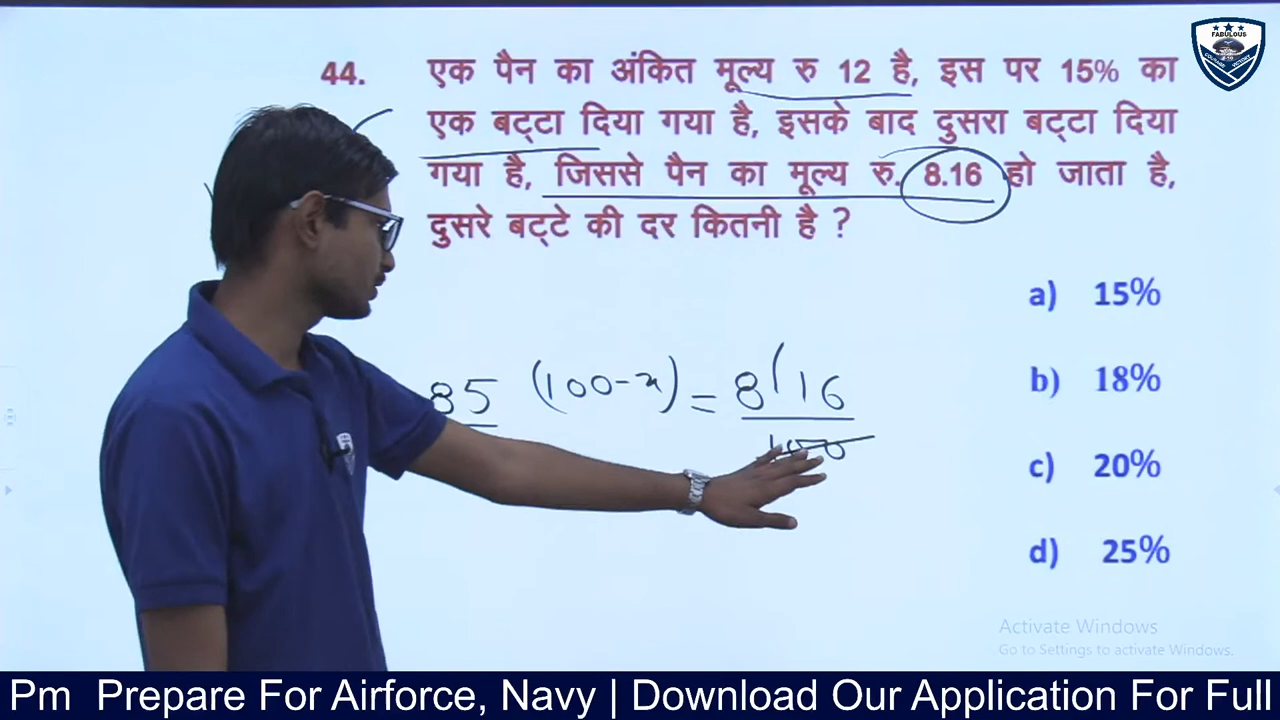 FABULOUS
44. एक पैन का अंकित मूल्य रु 12 है, इस पर 15% का
एक बट्टा दिया गया है, इसके बाद दुसरा बट्टा दिया
गया है, जिससे पैन का मूल्य रु. 8.16 हो जाता है,
दुसरे बट्टे की दर कितनी है ?
a) 15%
b) 18%
c) 20%
d) 25%
85 (100-x) = 816
100
Activate Windows
Go to Settings to activate Windows.
Pm Prepare For Airforce, Navy | Download Our Application For Full